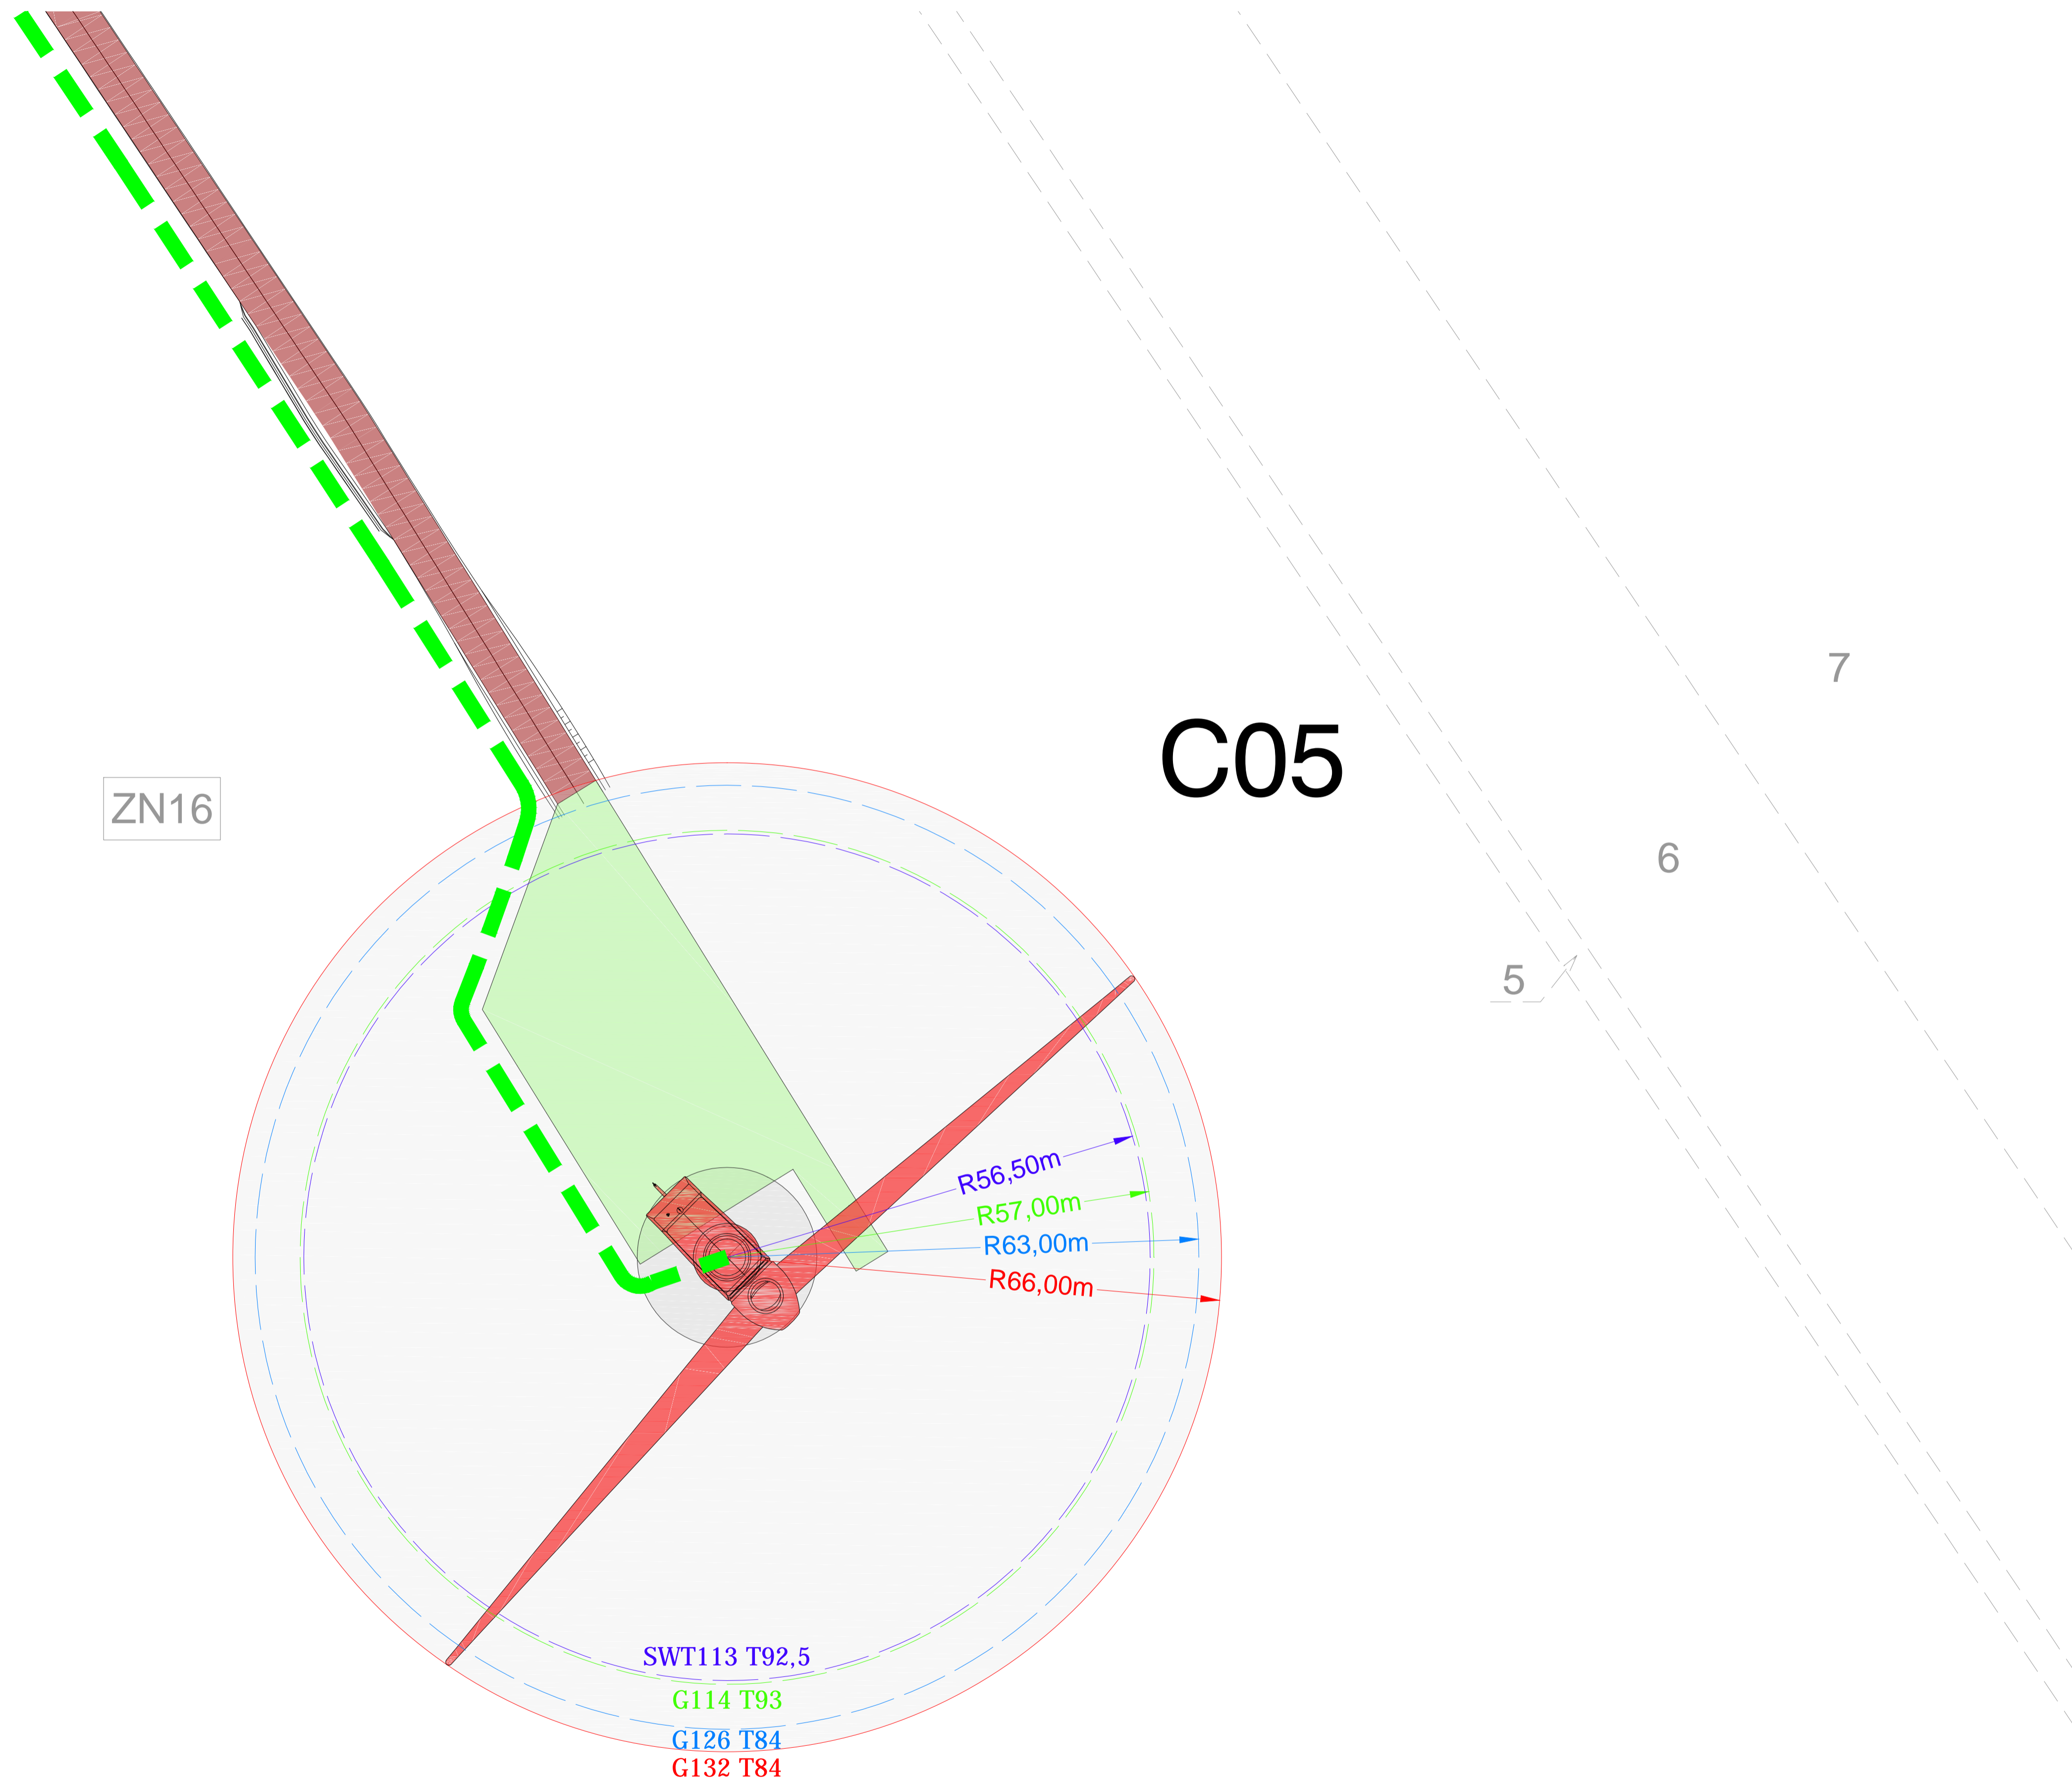 7
C05
ZN16
6
5
R56,50m
R57,00m
R63,00m
R66,00m
SWT113 T92,5
G114 T93
G126 T84
G132 T84